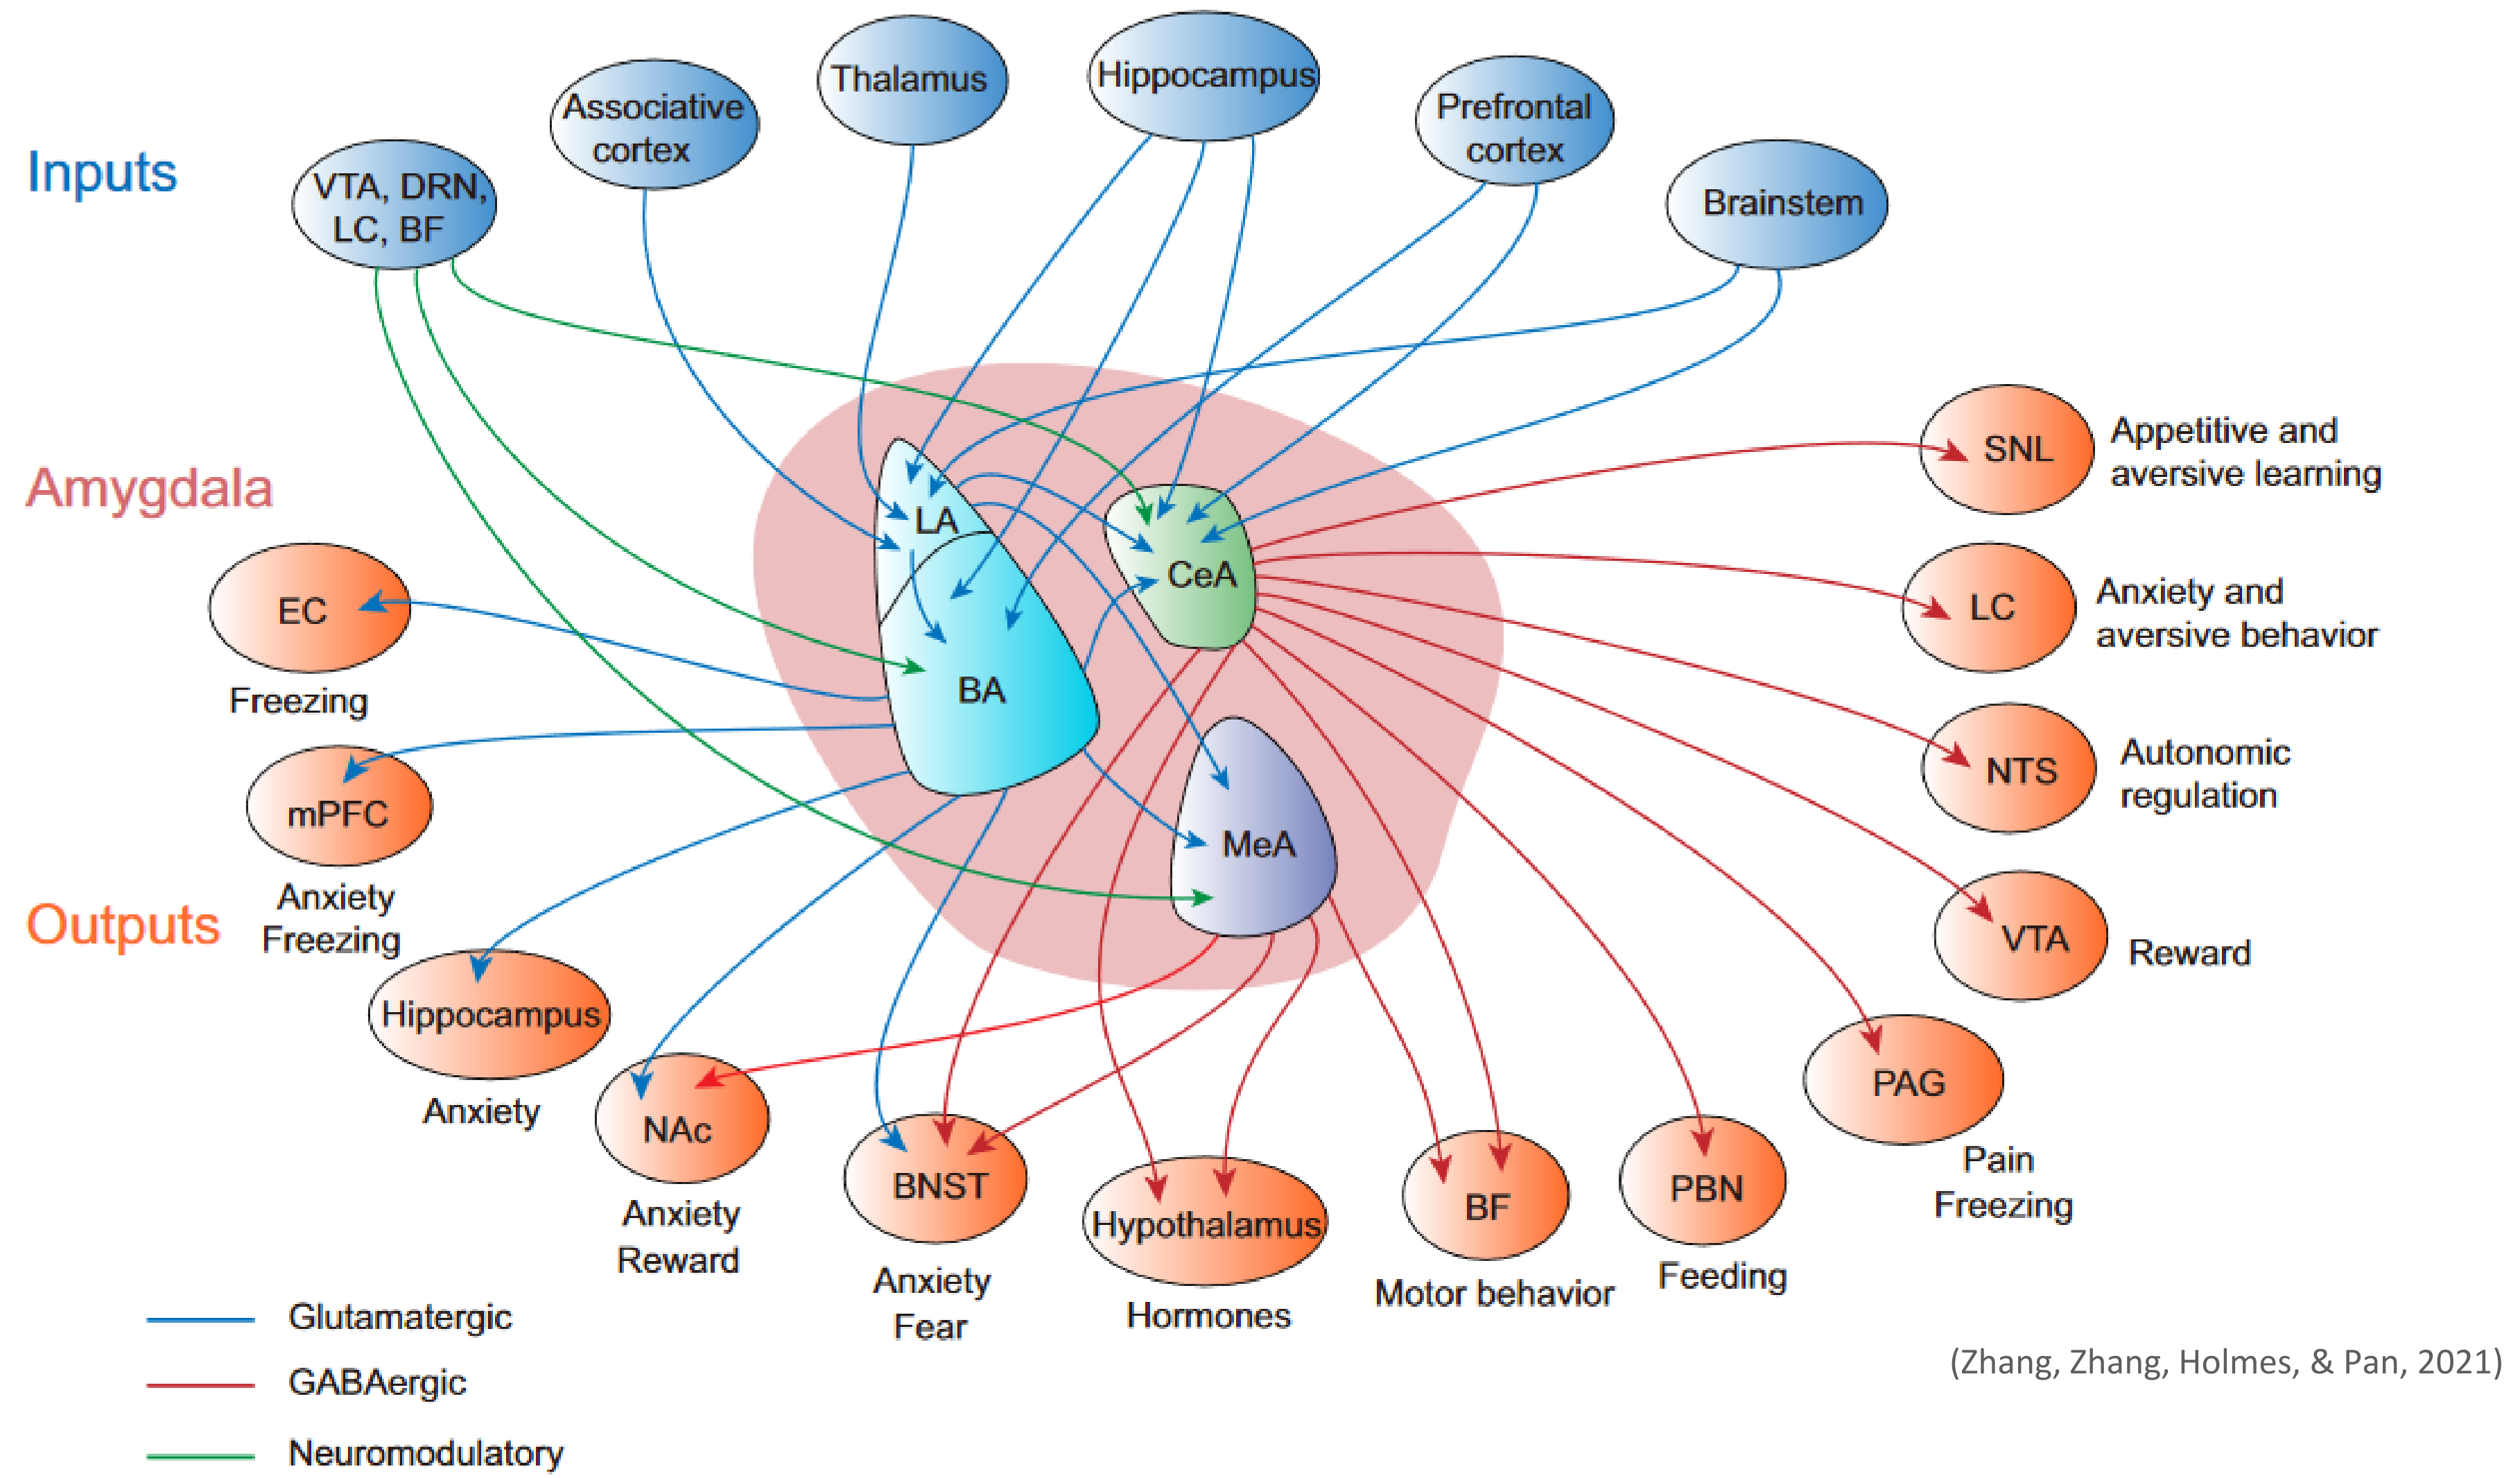 Inputs
VTA, DRN,
LC, BF
Associative
cortex
Thalamus
Hippocampus
Prefrontal
cortex
Brainstem
Amygdala
LA
BA
CeA
MeA
SNL
Appetitive and
aversive learning
LC
Anxiety and
aversive behavior
NTS
Autonomic
regulation
VTA
Reward
PAG
Pain
Freezing
Outputs
EC
Freezing
mPFC
Anxiety
Freezing
Hippocampus
Anxiety
NAc
Anxiety
Reward
BNST
Anxiety
Fear
Hypothalamus
Hormones
BF
Motor behavior
PBN
Feeding
Glutamatergic
GABAergic
Neuromodulatory
(Zhang, Zhang, Holmes, & Pan, 2021)